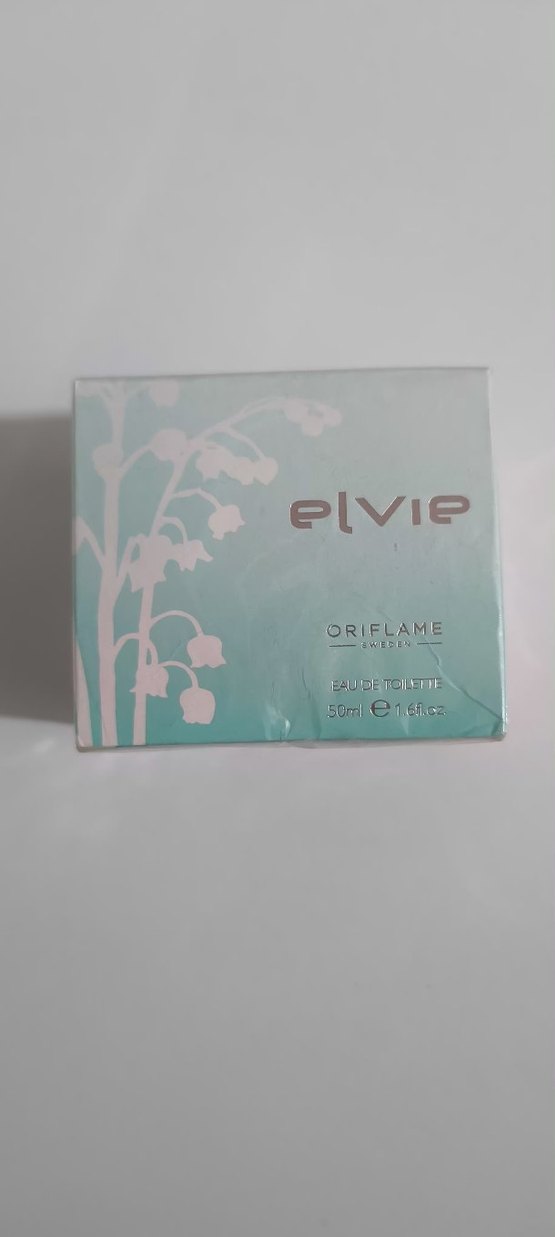 elvie
ORIFLAME
SWEDEN
EAU DE TOILETTE
50ml e 1.6fl.oz.